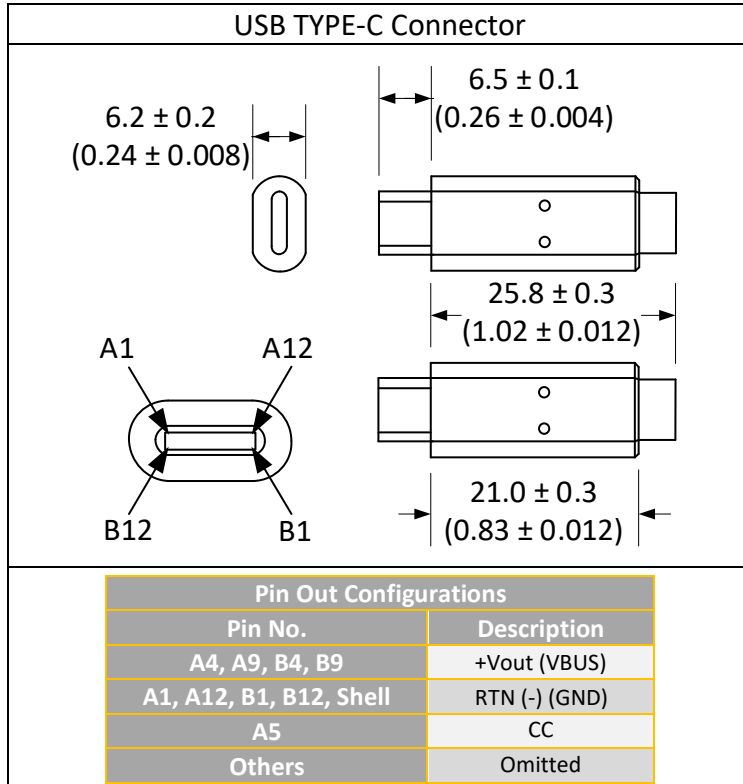 USB TYPE-C Connector
6.5 ± 0.1
(0.26 ± 0.004)
6.2 ± 0.2
(0.24 ± 0.008)
25.8 ± 0.3
(1.02 ± 0.012)
A1
A12
B12
B1
21.0 ± 0.3
(0.83 ± 0.012)
Pin Out Configurations
Pin No. Description
A4, A9, B4, B9 +Vout (VBUS)
A1, A12, B1, B12, Shell RTN (-) (GND)
A5 CC
Others Omitted